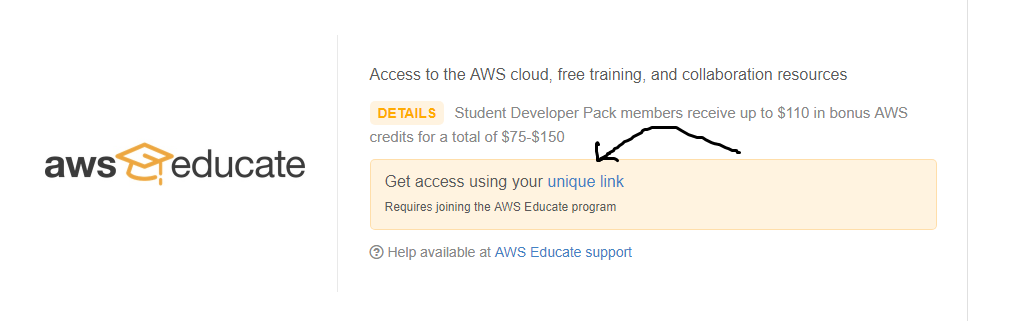 aws educate
Access to the AWS cloud, free training, and collaboration resources
DETAILS Student Developer Pack members receive up to $110 in bonus AWS
credits for a total of $75-$150
Get access using your unique link
Requires joining the AWS Educate program
Help available at AWS Educate support